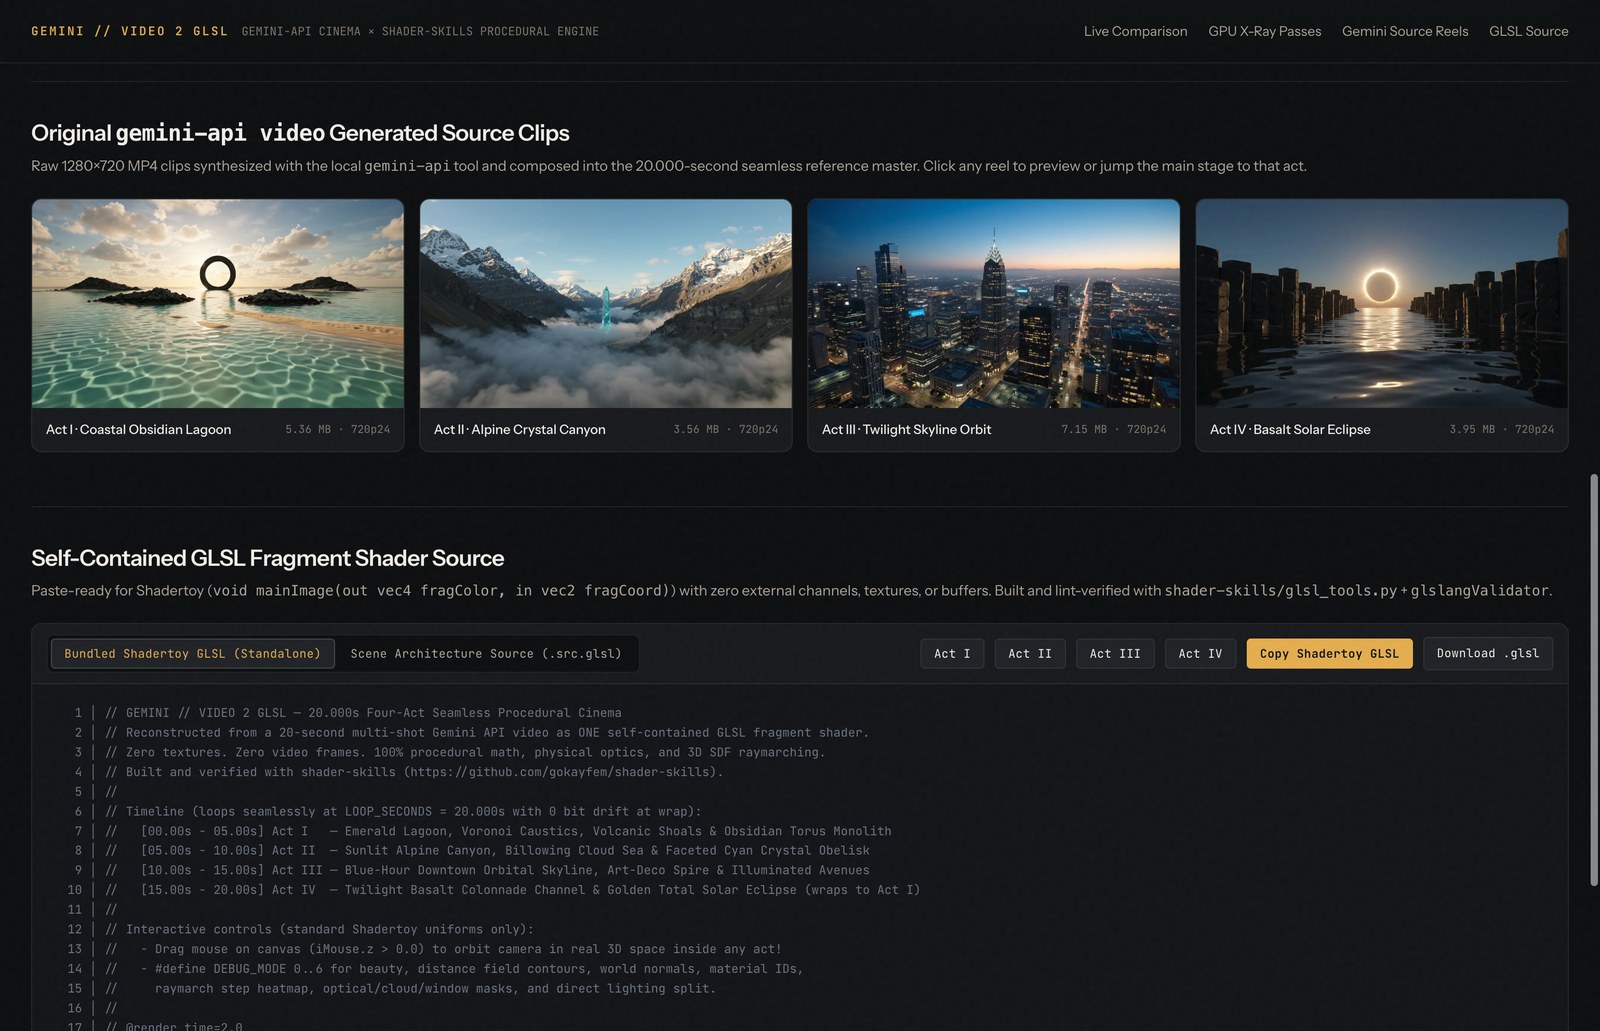 GEMINI // VIDEO 2 GLSL GEMINI-API CINEMA × SHADER-SKILLS PROCEDURAL ENGINE
Live Comparison GPU X-Ray Passes Gemini Source Reels GLSL Source
Original gemini-api video Generated Source Clips
Raw 1280×720 MP4 clips synthesized with the local gemini-api tool and composed into the 20.000-second seamless reference master. Click any reel to preview or jump the main stage to that act.
Act I · Coastal Obsidian Lagoon 5.36 MB · 720p24
Act II · Alpine Crystal Canyon 3.56 MB · 720p24
Act III · Twilight Skyline Orbit 7.15 MB · 720p24
Act IV · Basalt Solar Eclipse 3.95 MB · 720p24
Self-Contained GLSL Fragment Shader Source
Paste-ready for Shadertoy (void mainImage(out vec4 fragColor, in vec2 fragCoord)) with zero external channels, textures, or buffers. Built and lint-verified with shader-skills/glsl_tools.py + glslangValidator.
Bundled Shadertoy GLSL (Standalone) Scene Architecture Source (.src.glsl) Act I Act II Act III Act IV Copy Shadertoy GLSL Download .glsl
1 // GEMINI // VIDEO 2 GLSL — 20.000s Four-Act Seamless Procedural Cinema
2 // Reconstructed from a 20-second multi-shot Gemini API video as ONE self-contained GLSL fragment shader.
3 // Zero textures. Zero video frames. 100% procedural math, physical optics, and 3D SDF raymarching.
4 // Built and verified with shader-skills (https://github.com/gokayfem/shader-skills).
5 //
6 // Timeline (loops seamlessly at LOOP_SECONDS = 20.000s with 0 bit drift at wrap):
7 // [00.00s - 05.00s] Act I — Emerald Lagoon, Voronoi Caustics, Volcanic Shoals & Obsidian Torus Monolith
8 // [05.00s - 10.00s] Act II — Sunlit Alpine Canyon, Billowing Cloud Sea & Faceted Cyan Crystal Obelisk
9 // [10.00s - 15.00s] Act III — Blue-Hour Downtown Orbital Skyline, Art-Deco Spire & Illuminated Avenues
10 // [15.00s - 20.00s] Act IV — Twilight Basalt Colonnade Channel & Golden Total Solar Eclipse (wraps to Act I)
11 //
12 // Interactive controls (standard Shadertoy uniforms only):
13 // - Drag mouse on canvas (iMouse.z > 0.0) to orbit camera in real 3D space inside any act!
14 // - #define DEBUG_MODE 0..6 for beauty, distance field contours, world normals, material IDs,
15 // raymarch step heatmap, optical/cloud/window masks, and direct lighting split.
16 //
17 // @render time=2.0